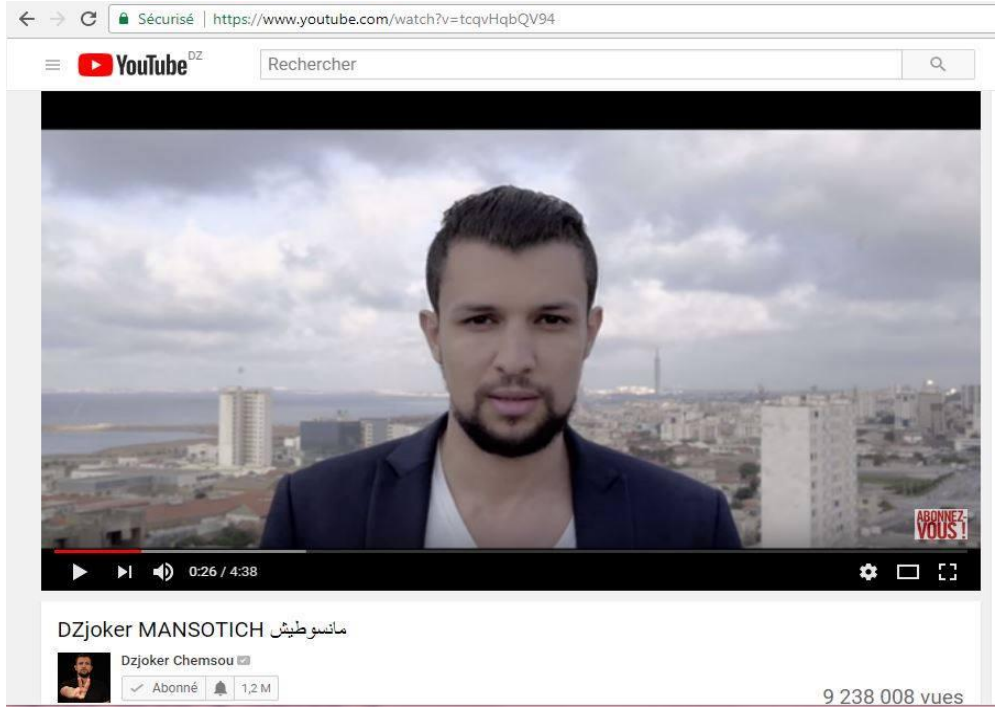 Sécurisé | https://www.youtube.com/watch?v=tcqvHqbQV94
YouTube DZ
Rechercher
ABONNEZ-
VOUS !
0:26 / 4:38
DZjoker MANSOTICH مانسوطيش
Dzjoker Chemsou
Abonné 1,2 M
9 238 008 vues